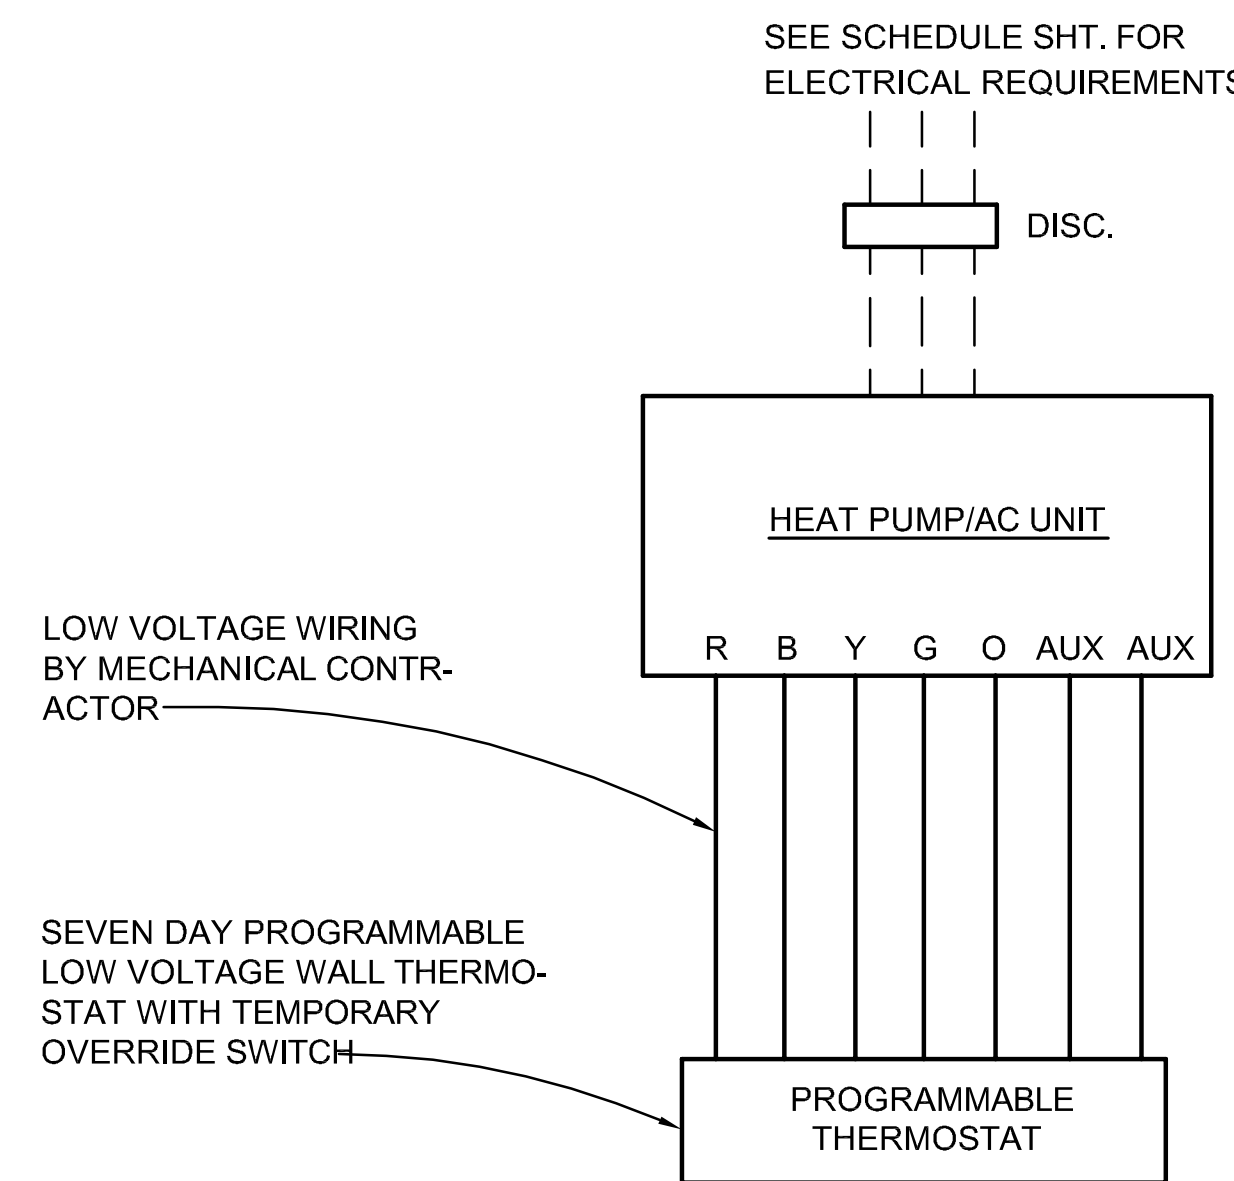 SEE SCHEDULE SHT. FOR
ELECTRICAL REQUIREMENTS
DISC.
HEAT PUMP/AC UNIT
R B Y G O AUX AUX
LOW VOLTAGE WIRING
BY MECHANICAL CONTR-
ACTOR
SEVEN DAY PROGRAMMABLE
LOW VOLTAGE WALL THERMO-
STAT WITH TEMPORARY
OVERRIDE SWITCH
PROGRAMMABLE
THERMOSTAT